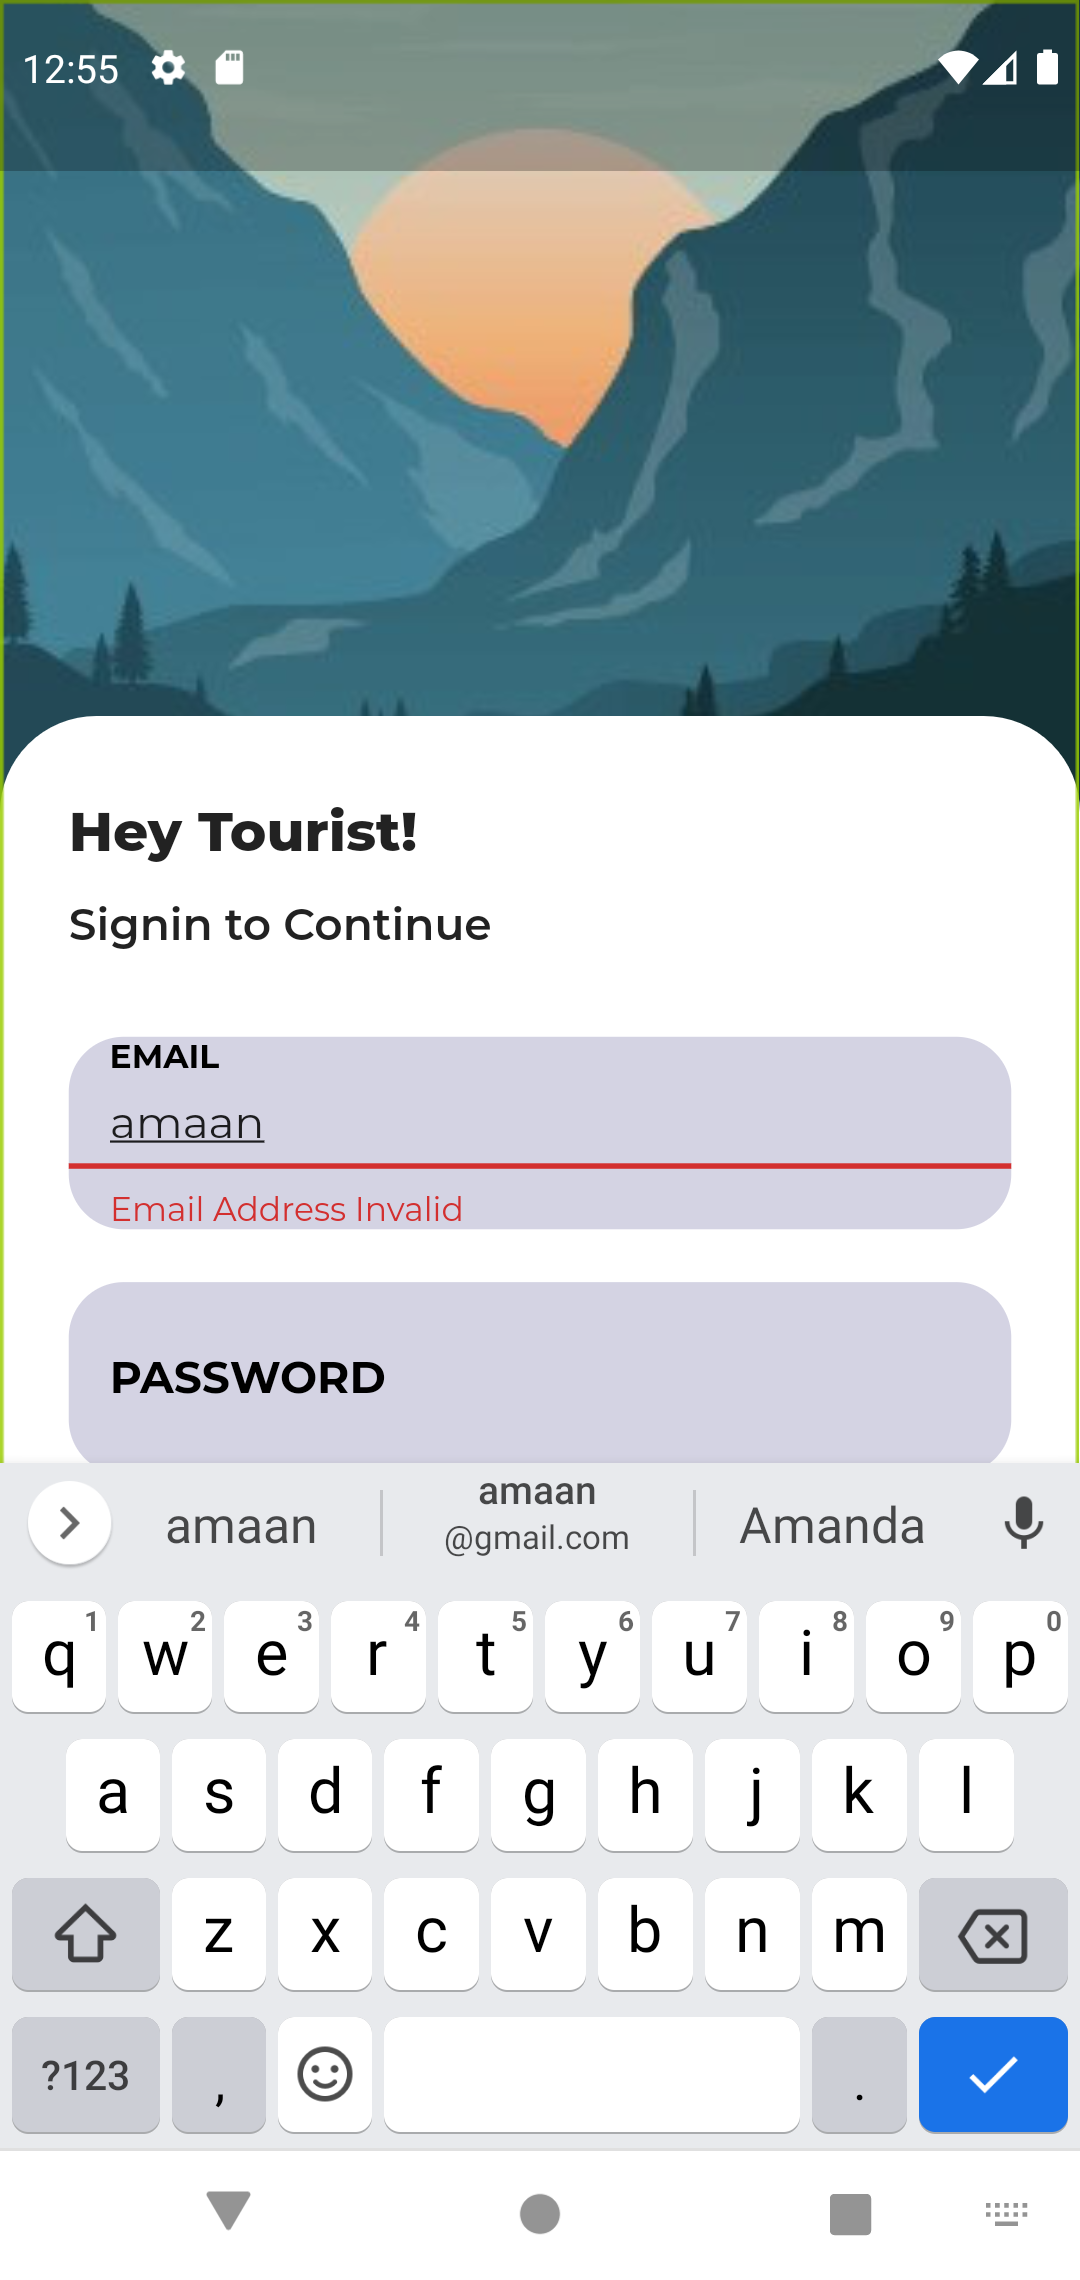 12:55
Hey Tourist!
Signin to Continue
EMAIL
amaan
Email Address Invalid
PASSWORD
amaan
amaan
@gmail.com
Amanda
q 1 w 2 e 3 r 4 t 5 y 6 u 7 i 8 o 9 p 0
a s d f g h j k l
z x c v b n m
?123 , .